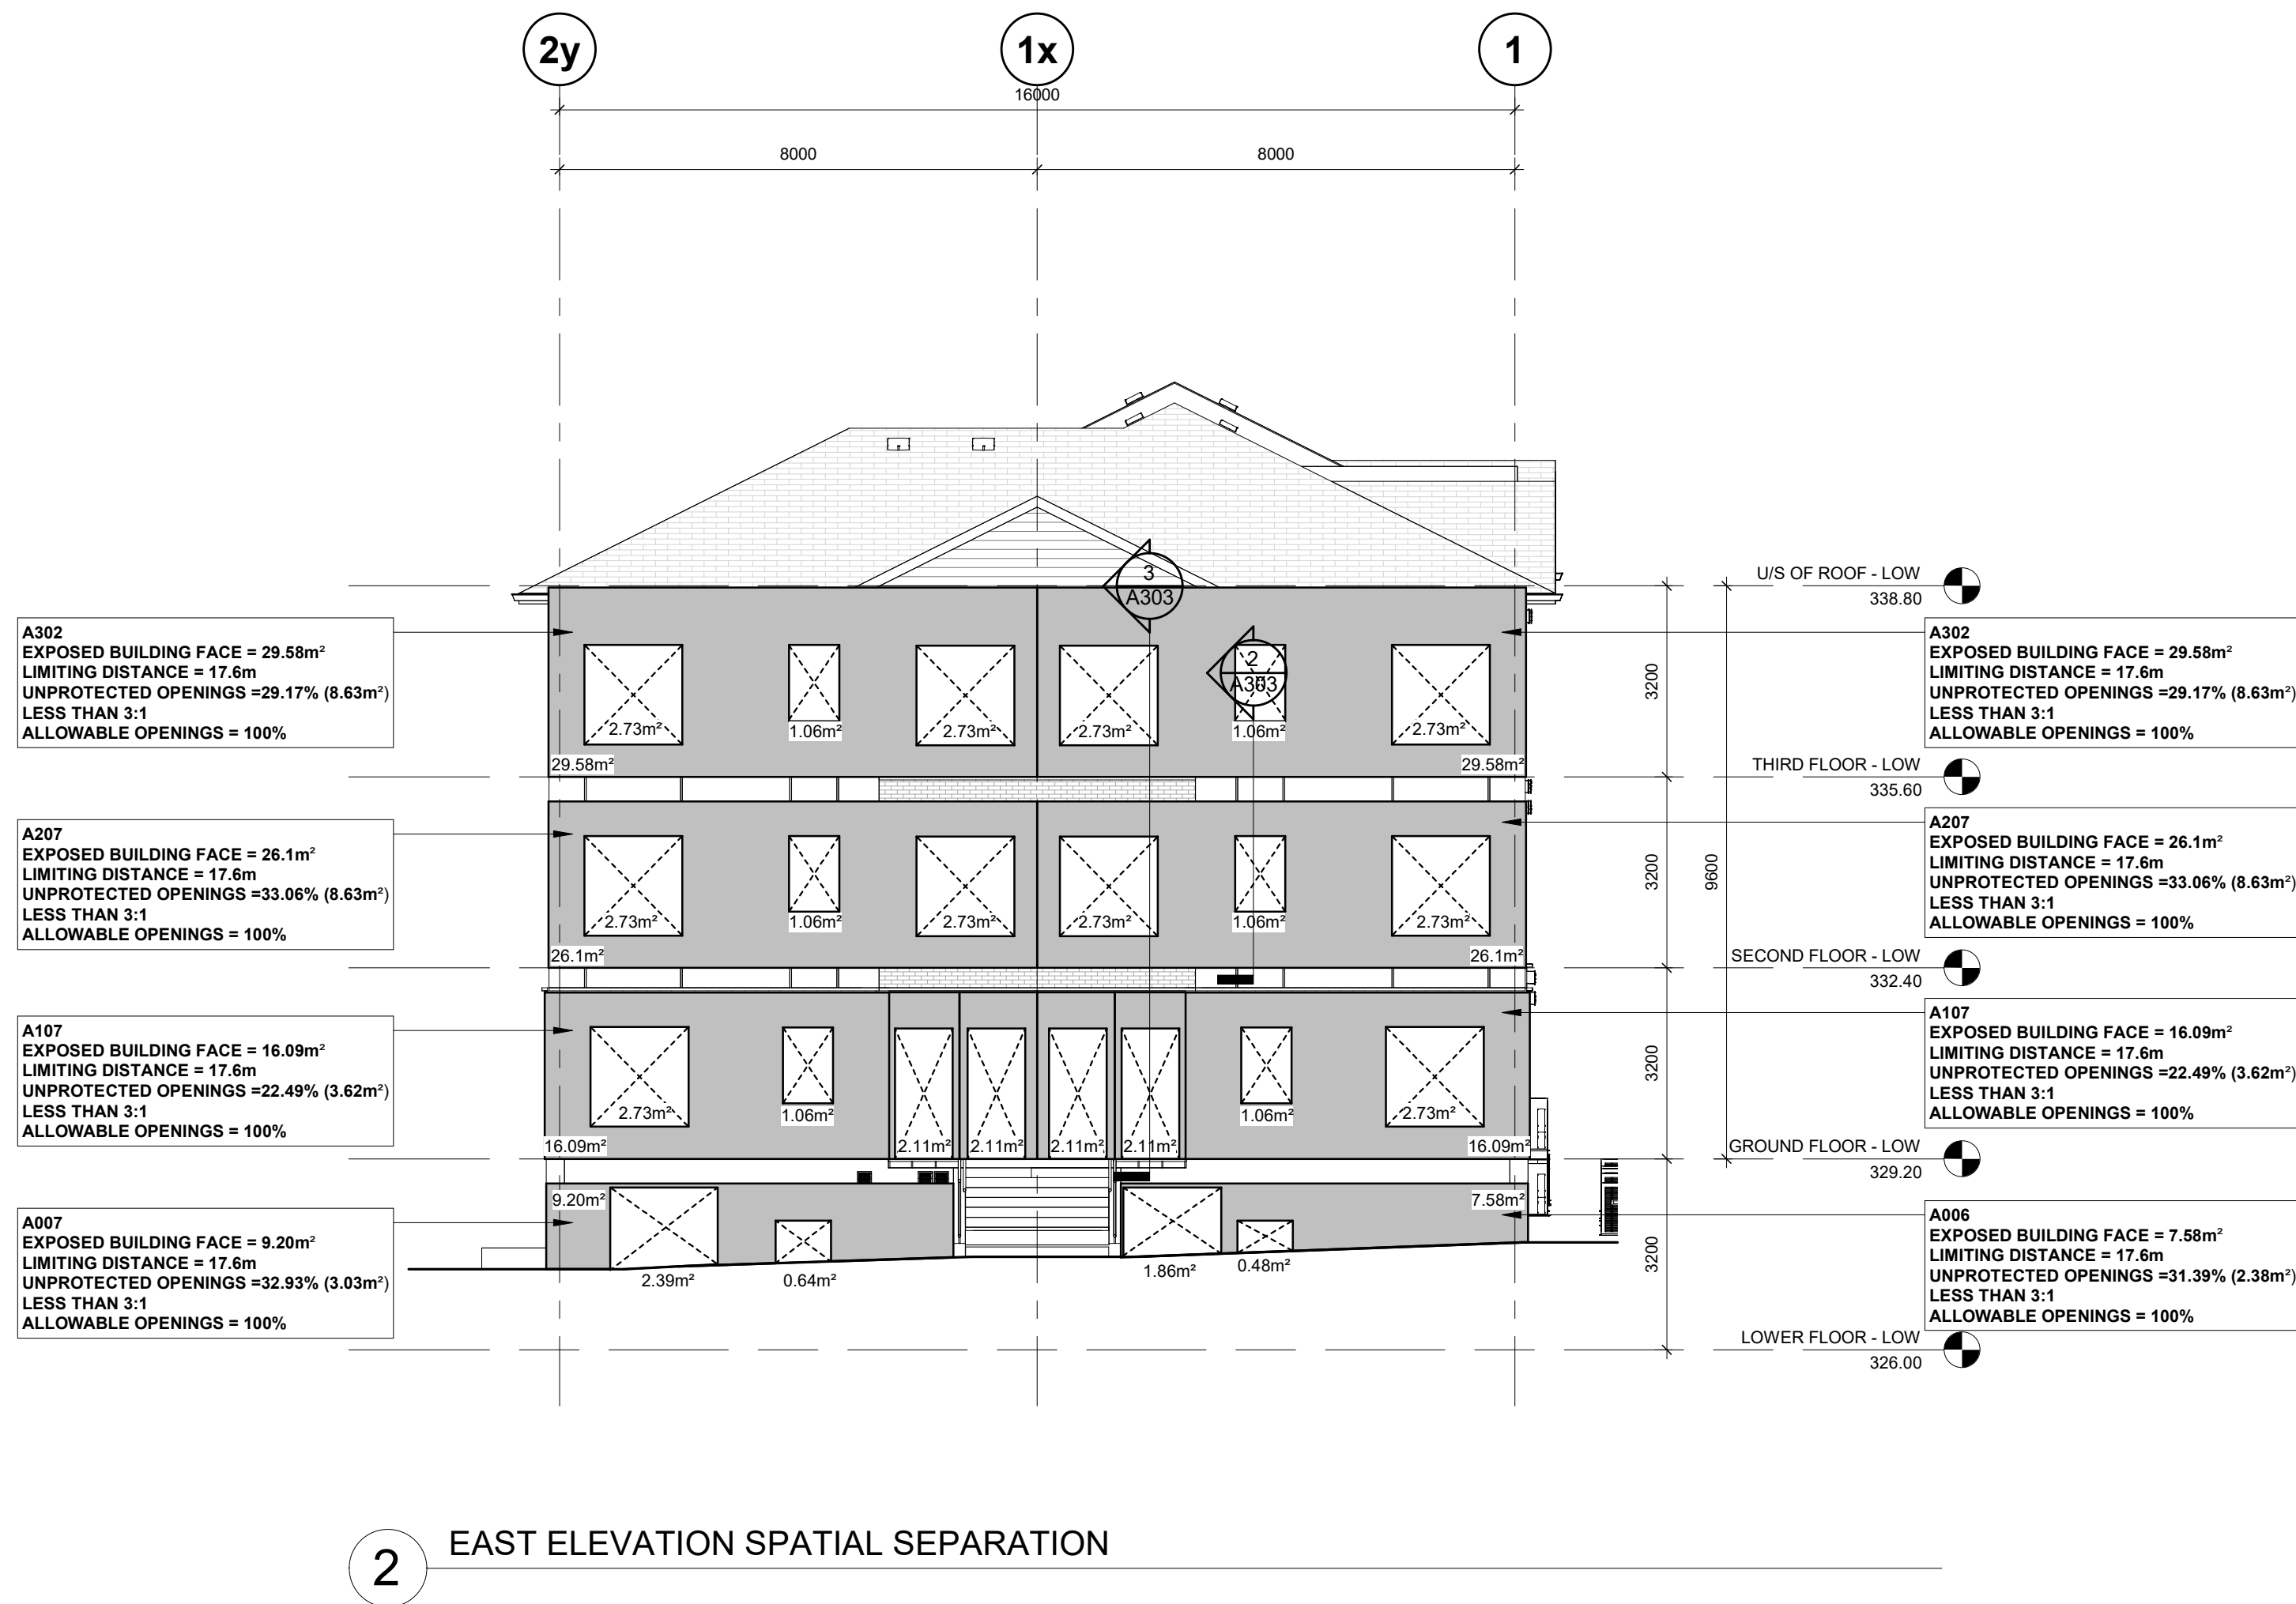 2y
1x
1
16000
8000
8000
3
A303
2
A303
U/S OF ROOF - LOW
338.80
A302
EXPOSED BUILDING FACE = 29.58m²
LIMITING DISTANCE = 17.6m
UNPROTECTED OPENINGS =29.17% (8.63m²)
LESS THAN 3:1
ALLOWABLE OPENINGS = 100%
2.73m²
1.06m²
2.73m²
2.73m²
1.06m²
2.73m²
29.58m²
29.58m²
3200
A302
EXPOSED BUILDING FACE = 29.58m²
LIMITING DISTANCE = 17.6m
UNPROTECTED OPENINGS =29.17% (8.63m²)
LESS THAN 3:1
ALLOWABLE OPENINGS = 100%
THIRD FLOOR - LOW
335.60
A207
EXPOSED BUILDING FACE = 26.1m²
LIMITING DISTANCE = 17.6m
UNPROTECTED OPENINGS =33.06% (8.63m²)
LESS THAN 3:1
ALLOWABLE OPENINGS = 100%
2.73m²
1.06m²
2.73m²
2.73m²
1.06m²
2.73m²
26.1m²
26.1m²
3200
9600
A207
EXPOSED BUILDING FACE = 26.1m²
LIMITING DISTANCE = 17.6m
UNPROTECTED OPENINGS =33.06% (8.63m²)
LESS THAN 3:1
ALLOWABLE OPENINGS = 100%
SECOND FLOOR - LOW
332.40
A107
EXPOSED BUILDING FACE = 16.09m²
LIMITING DISTANCE = 17.6m
UNPROTECTED OPENINGS =22.49% (3.62m²)
LESS THAN 3:1
ALLOWABLE OPENINGS = 100%
2.73m²
1.06m²
2.11m²
2.11m²
2.11m²
2.11m²
1.06m²
2.73m²
16.09m²
16.09m²
3200
A107
EXPOSED BUILDING FACE = 16.09m²
LIMITING DISTANCE = 17.6m
UNPROTECTED OPENINGS =22.49% (3.62m²)
LESS THAN 3:1
ALLOWABLE OPENINGS = 100%
GROUND FLOOR - LOW
329.20
A007
EXPOSED BUILDING FACE = 9.20m²
LIMITING DISTANCE = 17.6m
UNPROTECTED OPENINGS =32.93% (3.03m²)
LESS THAN 3:1
ALLOWABLE OPENINGS = 100%
9.20m²
7.58m²
2.39m²
0.64m²
1.86m²
0.48m²
3200
A006
EXPOSED BUILDING FACE = 7.58m²
LIMITING DISTANCE = 17.6m
UNPROTECTED OPENINGS =31.39% (2.38m²)
LESS THAN 3:1
ALLOWABLE OPENINGS = 100%
LOWER FLOOR - LOW
326.00
2
EAST ELEVATION SPATIAL SEPARATION